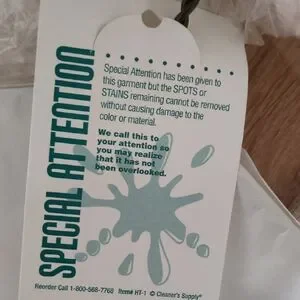 SPECIAL ATTENTION
Special Attention has been given to
this garment but the SPOTS or
STAINS remaining cannot be removed
without causing damage to the
color or material.
We call this to
your attention so
you may realize
that it has not
been overlooked.
Reorder Call 1-800-568-7768 Item# HT-1 © Cleaner's Supply®